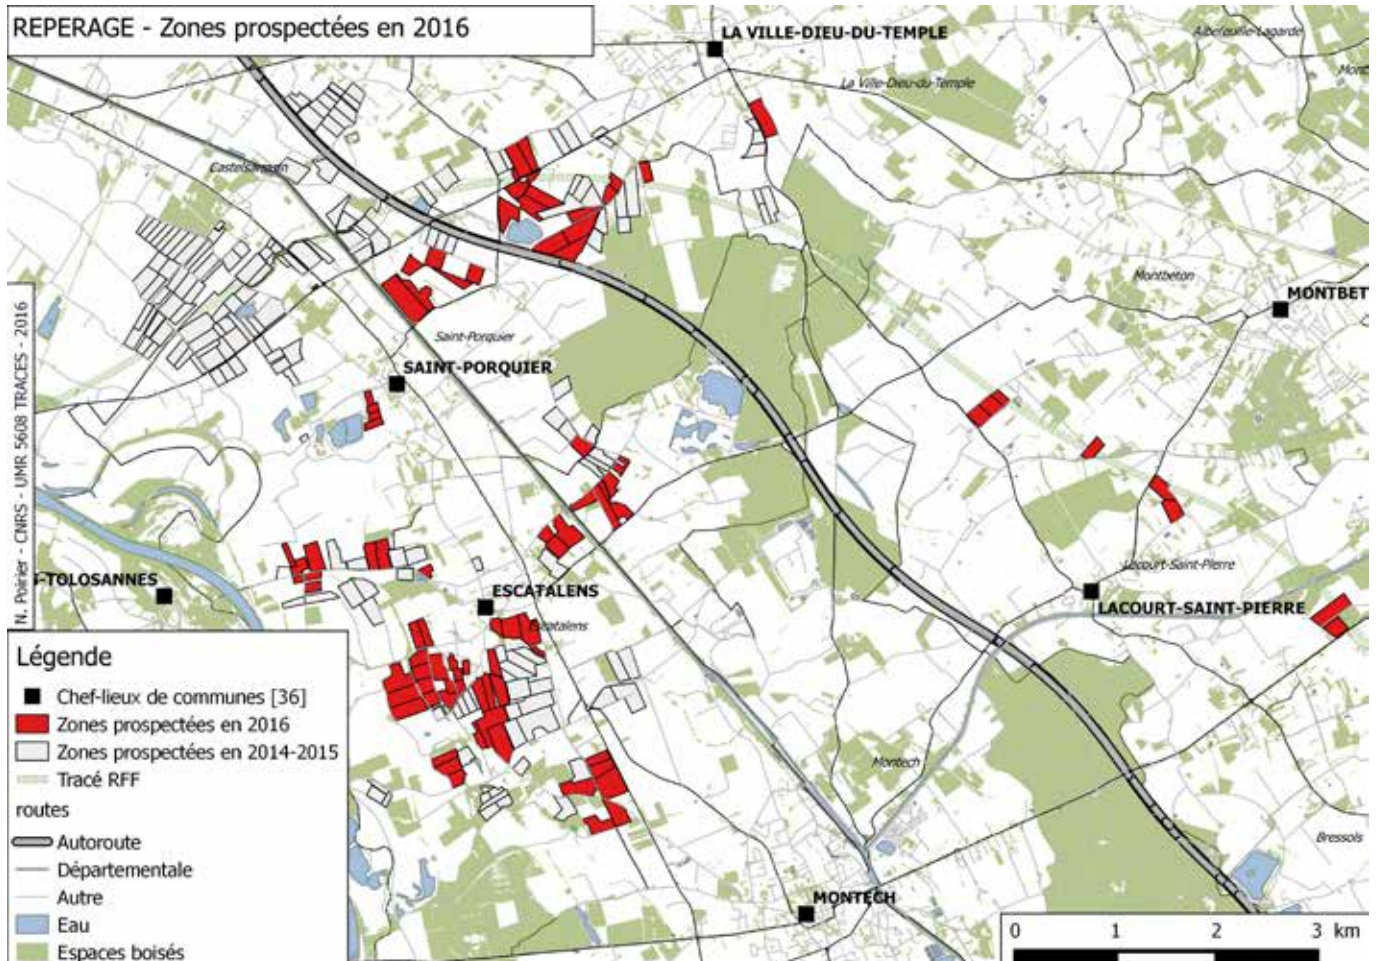 REPERAGE - Zones prospectées en 2016
LA VILLE-DIEU-DU-TEMPLE
Albefeuille-Lagarde
La Ville-Dieu-du-Temple
Castelsarrasin
Montbeton
MONTBET
Saint-Porquier
SAINT-PORQUIER
N. Poirier - CNRS - UMR 5608 TRACES - 2016
-TOLOSANNES
ESCATALENS
Escatalens
Lacourt-Saint-Pierre
LACOURT-SAINT-PIERRE
Montech
MONTECH
Bressols
Légende
Chef-lieux de communes [36]
Zones prospectées en 2016
Zones prospectées en 2014-2015
Tracé RFF
routes
Autoroute
Départementale
Autre
Eau
Espaces boisés
0 1 2 3 km